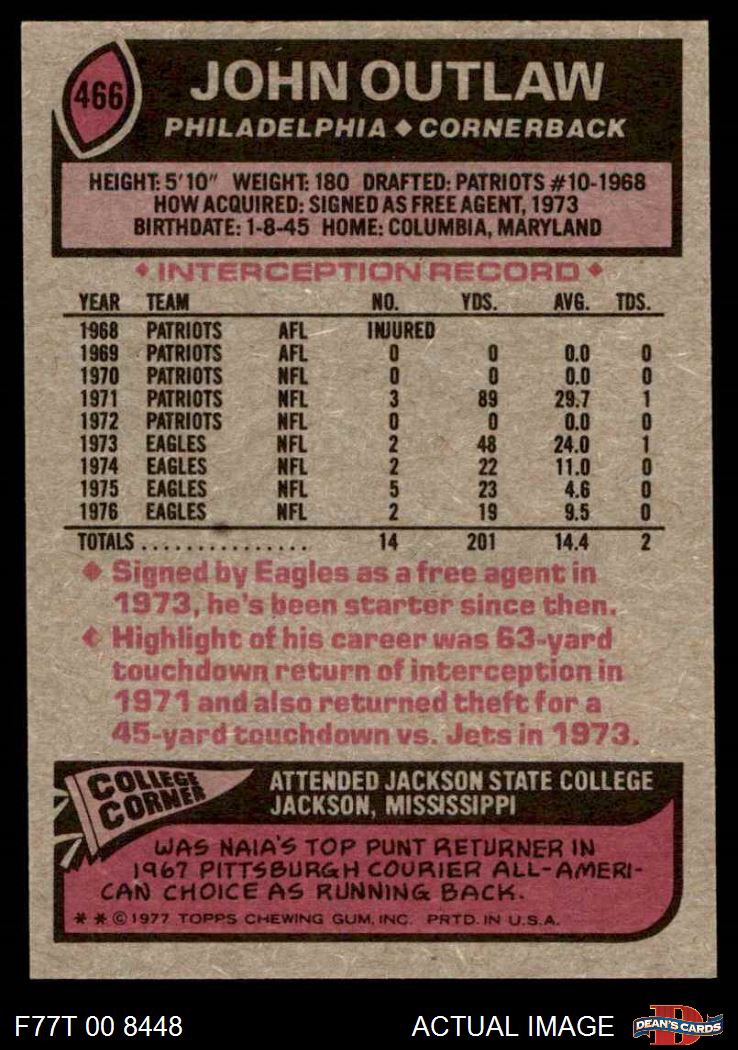 466
JOHN OUTLAW
PHILADELPHIA ◆ CORNERBACK
HEIGHT: 5'10" WEIGHT: 180 DRAFTED: PATRIOTS #10-1968
HOW ACQUIRED: SIGNED AS FREE AGENT, 1973
BIRTHDATE: 1-8-45 HOME: COLUMBIA, MARYLAND
◆ INTERCEPTION RECORD ◆
YEAR TEAM NO. YDS. AVG. TDS.
1968 PATRIOTS AFL INJURED
1969 PATRIOTS AFL 0 0 0.0 0
1970 PATRIOTS NFL 0 0 0.0 0
1971 PATRIOTS NFL 3 89 29.7 1
1972 PATRIOTS NFL 0 0 0.0 0
1973 EAGLES NFL 2 48 24.0 1
1974 EAGLES NFL 2 22 11.0 0
1975 EAGLES NFL 5 23 4.6 0
1976 EAGLES NFL 2 19 9.5 0
TOTALS ............... 14 201 14.4 2
◆ Signed by Eagles as a free agent in
1973, he's been starter since then.
◆ Highlight of his career was 63-yard
touchdown return of interception in
1971 and also returned theft for a
45-yard touchdown vs. Jets in 1973.
COLLEGE
CORNER
ATTENDED JACKSON STATE COLLEGE
JACKSON, MISSISSIPPI
WAS NAIA'S TOP PUNT RETURNER IN
1967 PITTSBURGH COURIER ALL-AMERI-
CAN CHOICE AS RUNNING BACK.
* * © 1977 TOPPS CHEWING GUM, INC. PRTD. IN U.S.A.
F77T 00 8448 ACTUAL IMAGE
D
DEAN'S CARDS